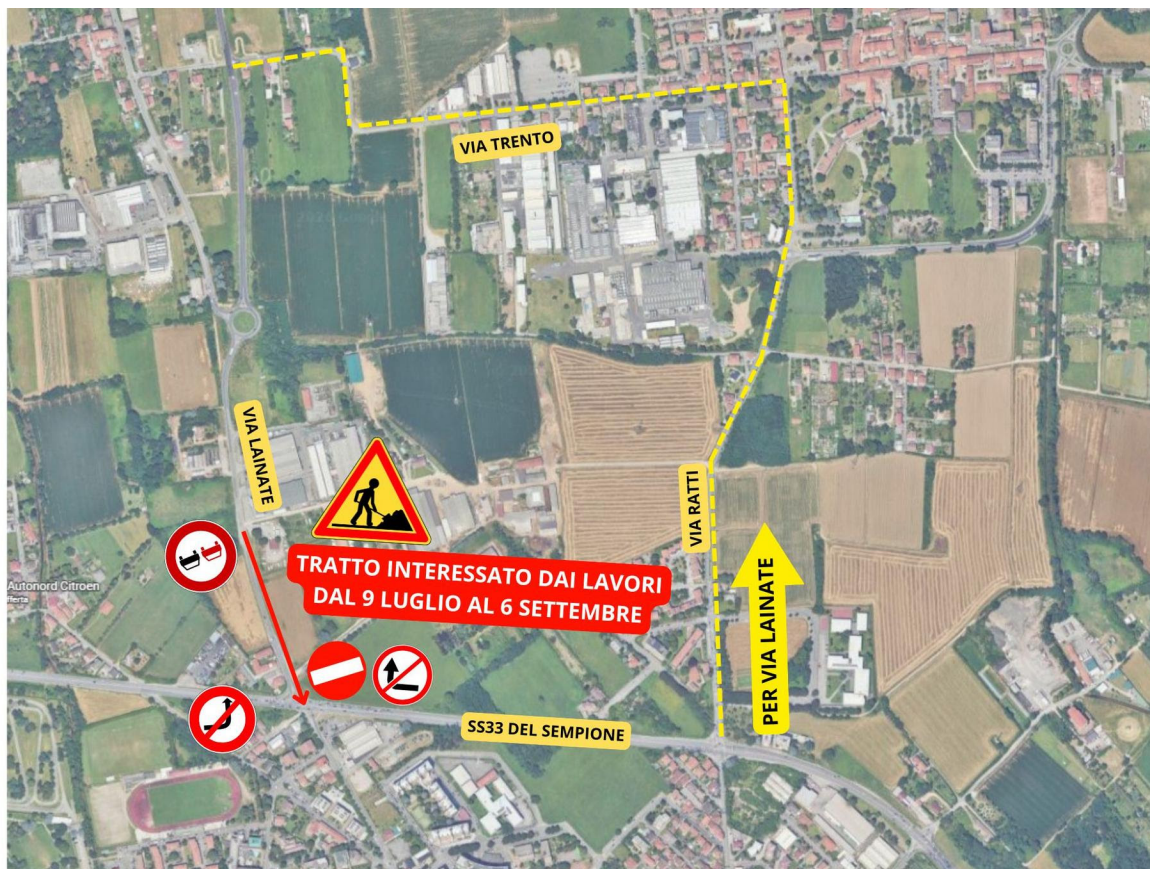 VIA TRENTO
VIA LAINATE
VIA RATTI
PER VIA LAINATE
TRATTO INTERESSATO DAI LAVORI
DAL 9 LUGLIO AL 6 SETTEMBRE
Autonord Citroen
fferta
SS33 DEL SEMPIONE